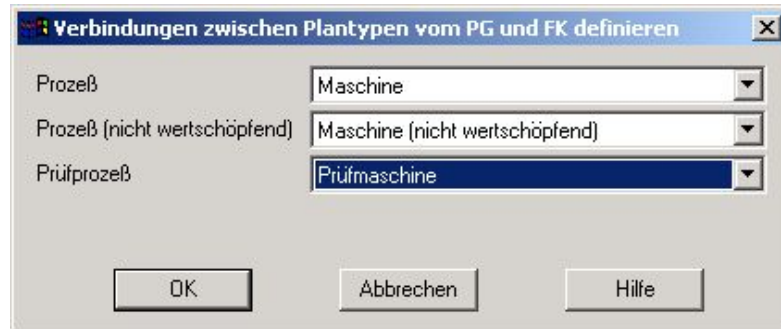 Verbindungen zwischen Plantypen vom PG und FK definieren
Prozeß Maschine
Prozeß (nicht wertschöpfend) Maschine (nicht wertschöpfend)
Prüfprozeß Prüfmaschine
OK Abbrechen Hilfe